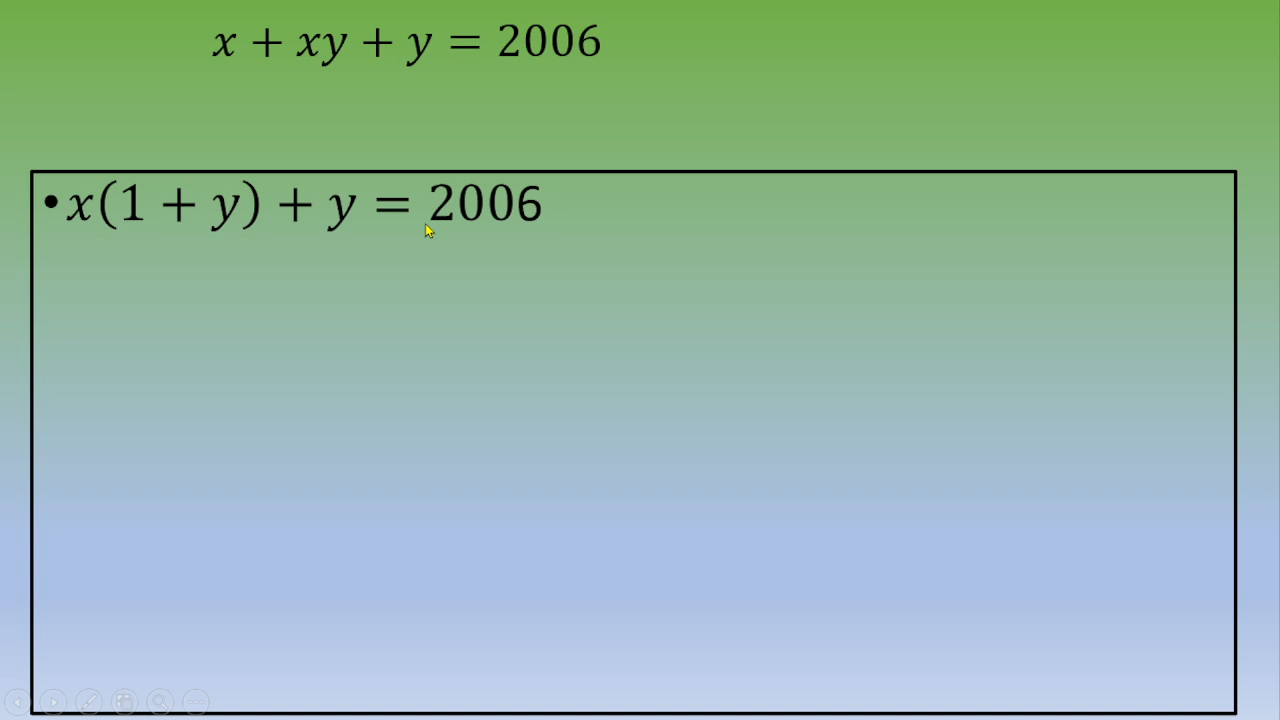 x + xy + y = 2006
•x(1 + y) + y = 2006